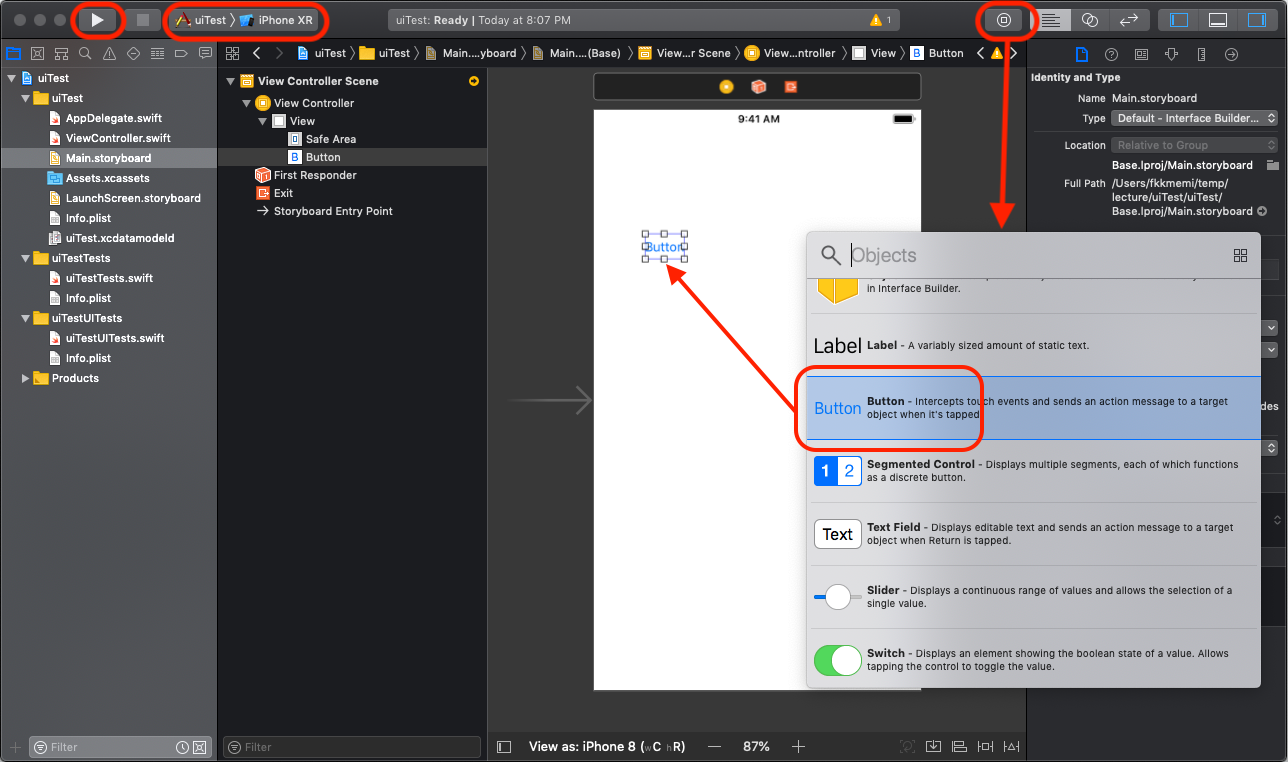 uiTest
iPhone XR
uiTest: Ready | Today at 8:07 PM
1
uiTest
uiTest
Main....yboard
Main....(Base)
View...r Scene
View...ntroller
View
B Button
uiTest
uiTest
AppDelegate.swift
ViewController.swift
Main.storyboard
Assets.xcassets
LaunchScreen.storyboard
Info.plist
uiTest.xcdatamodeld
uiTestTests
uiTestTests.swift
Info.plist
uiTestUITests
uiTestUITests.swift
Info.plist
Products
Filter
View Controller Scene
View Controller
View
Safe Area
B Button
First Responder
Exit
Storyboard Entry Point
Filter
9:41 AM
Button
View as: iPhone 8 (wC hR)
87%
Identity and Type
Name Main.storyboard
Type Default - Interface Builder...
Location Relative to Group
Base.lproj/Main.storyboard
Full Path /Users/fkkmemi/temp/
lecture/uiTest/uiTest/
Base.lproj/Main.storyboard
des
Objects
in Interface Builder.
Label Label - A variably sized amount of static text.
Button Button - Intercepts touch events and sends an action message to a target
object when it's tapped.
1 2 Segmented Control - Displays multiple segments, each of which functions
as a discrete button.
Text Text Field - Displays editable text and sends an action message to a target
object when Return is tapped.
Slider - Displays a continuous range of values and allows the selection of a
single value.
Switch - Displays an element showing the boolean state of a value. Allows
tapping the control to toggle the value.